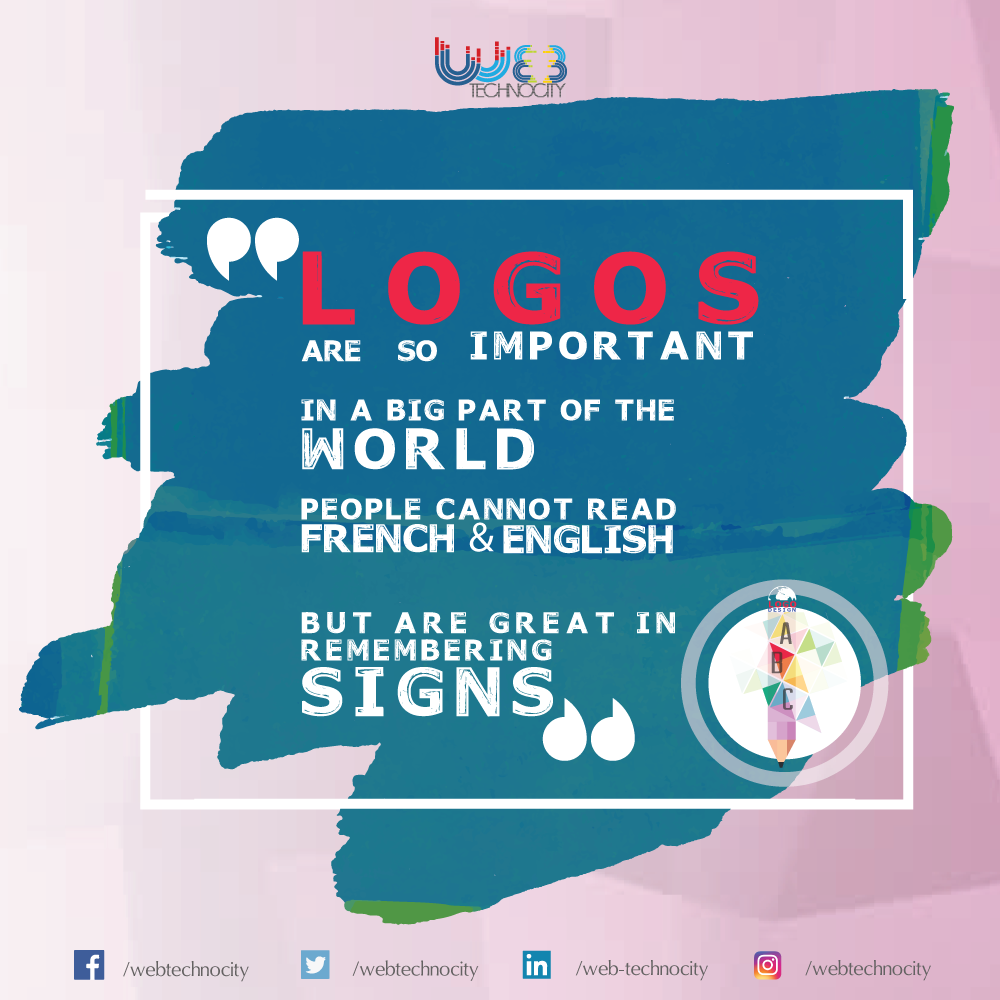 WEB
TECHNOCITY
LOGOS
ARE SO IMPORTANT
IN A BIG PART OF THE
WORLD
PEOPLE CANNOT READ
FRENCH & ENGLISH
BUT ARE GREAT IN
REMEMBERING
SIGNS
DESIGN
A
B
C
/webtechnocity /webtechnocity /web-technocity /webtechnocity